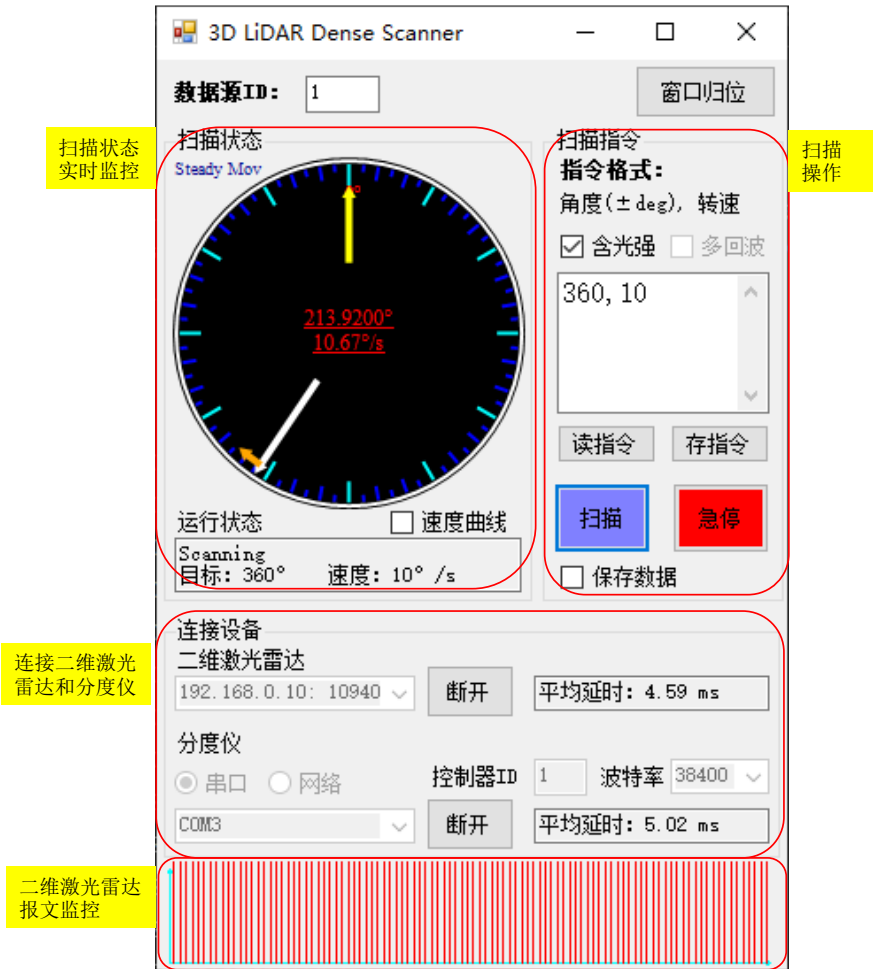 3D LiDAR Dense Scanner
数据源ID： 1
窗口归位
扫描状态
实时监控
扫描状态
Steady Mov
0°
213.9200°
10.67°/s
运行状态
速度曲线
Scanning
目标：360° 速度：10° /s
扫描指令
指令格式：
角度(±deg), 转速
含光强 多回波
360, 10
读指令 存指令
扫描 急停
保存数据
扫描
操作
连接二维激光
雷达和分度仪
连接设备
二维激光雷达
192.168.0.10: 10940 断开 平均延时：4.59 ms
分度仪
串口 网络 控制器ID 1 波特率 38400
COM3 断开 平均延时：5.02 ms
二维激光雷达
报文监控